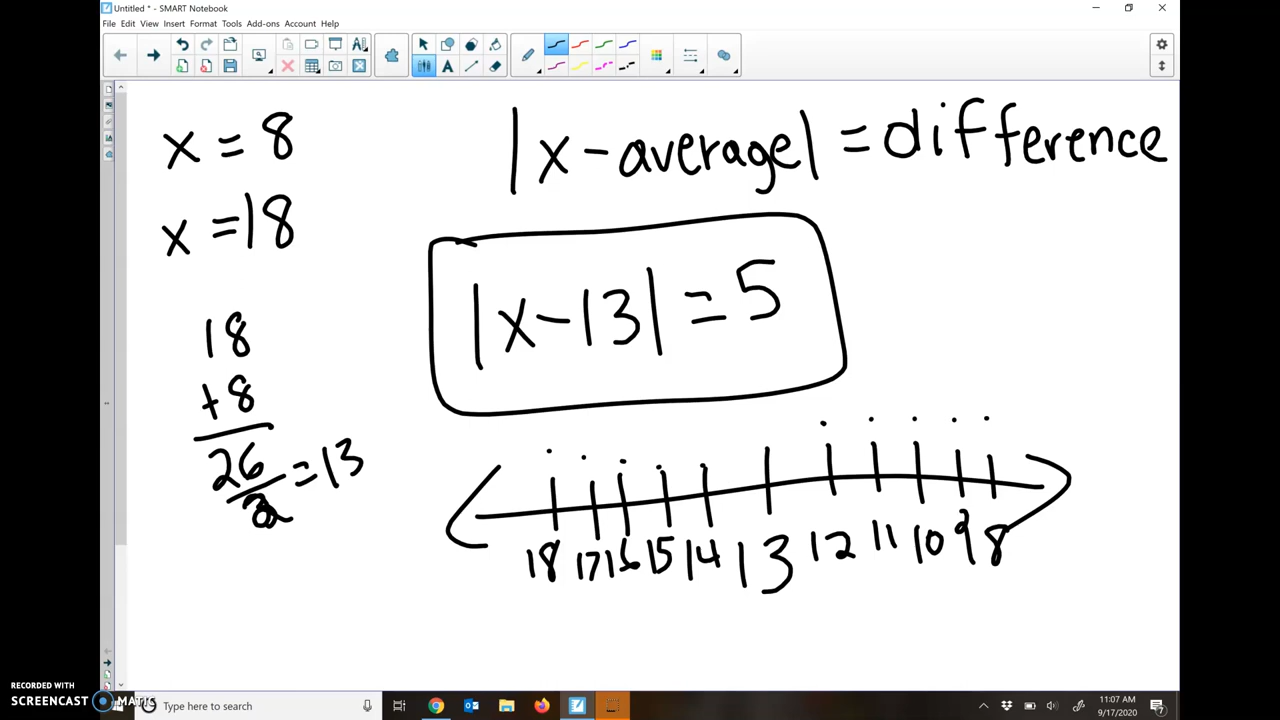 Untitled * - SMART Notebook
File Edit View Insert Format Tools Add-ons Account Help
x = 8
|x - average| = difference
x = 18
|x - 13| = 5
18
+ 8
26
2
= 13
18 17 16 15 14 13 12 11 10 9 8
RECORDED WITH
SCREENCAST MATIC
Type here to search
11:07 AM
9/17/2020
7